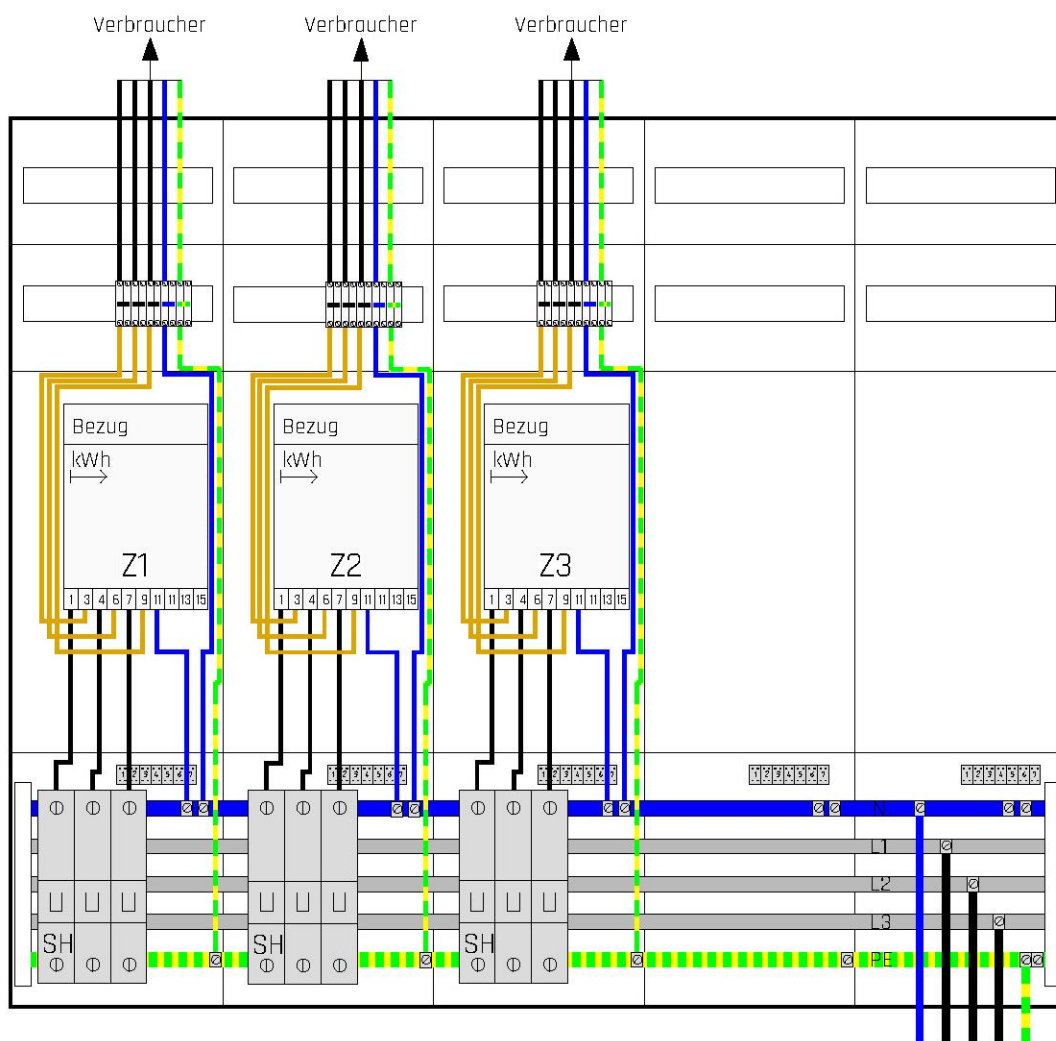 Verbraucher Verbraucher Verbraucher
Bezug Bezug Bezug
kWh kWh kWh
Z1 Z2 Z3
1 3 4 6 7 9 11 11 13 15 1 3 4 6 7 9 11 11 13 15 1 3 4 6 7 9 11 11 13 15
1 2 3 4 5 6 7 1 2 3 4 5 6 7 1 2 3 4 5 6 7 1 2 3 4 5 6 7 1 2 3 4 5 6 7
N
L1
L2
L3
SH SH SH
PE